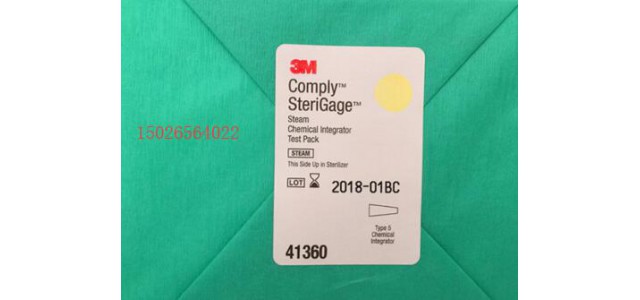 3M
Comply™
SteriGage™
Steam
Chemical Integrator
Test Pack
STEAM
This Side Up in Sterilizer
LOT 2018-01BC
Type 5
Chemical
Integrator
41360
15026564022